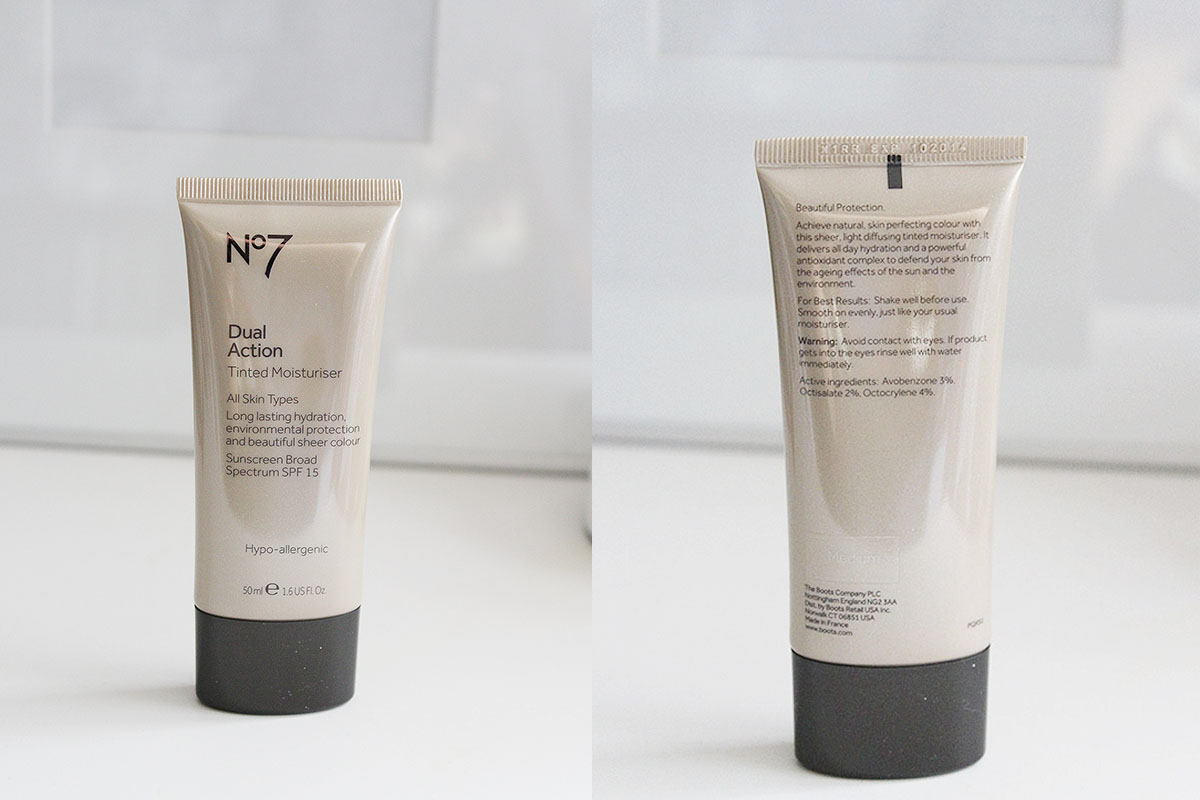 No7
Dual
Action
Tinted Moisturiser
All Skin Types
Long lasting hydration,
environmental protection
and beautiful sheer colour
Sunscreen Broad
Spectrum SPF 15
Hypo-allergenic
50 ml e 1.6 US Fl. Oz.
X1RR EXP 102014
Beautiful Protection.
Achieve natural, skin perfecting colour with
this sheer, light diffusing tinted moisturiser. It
delivers all day hydration and a powerful
antioxidant complex to defend your skin from
the ageing effects of the sun and the
environment.
For Best Results: Shake well before use.
Smooth on evenly, just like your usual
moisturiser.
Warning: Avoid contact with eyes. If product
gets into the eyes rinse well with water
immediately.
Active ingredients: Avobenzone 3%,
Octisalate 2%, Octocrylene 4%.
The Boots Company PLC
Nottingham England NG2 3AA
Dist. by Boots Retail USA Inc.
Norwalk CT 06851 USA
Made in France
www.boots.com